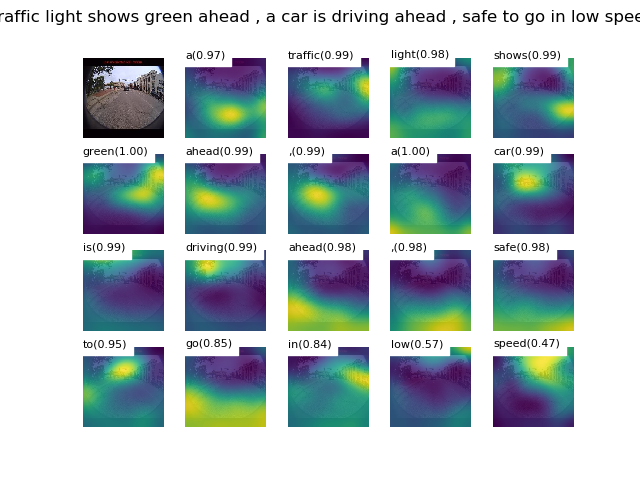 raffic light shows green ahead , a car is driving ahead , safe to go in low spee
a(0.97) traffic(0.99) light(0.98) shows(0.99)
green(1.00) ahead(0.99) ,(0.99) a(1.00) car(0.99)
is(0.99) driving(0.99) ahead(0.98) ,(0.98) safe(0.98)
to(0.95) go(0.85) in(0.84) low(0.57) speed(0.47)